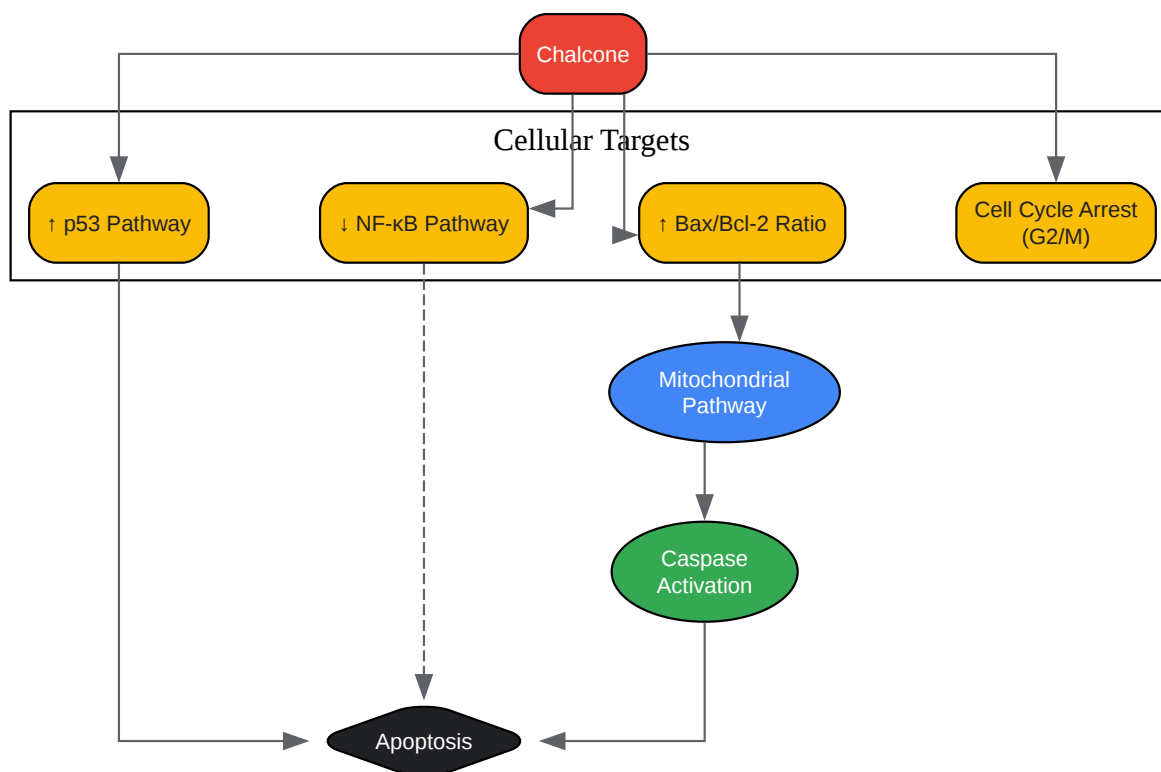 Chalcone
Cellular Targets
↑ p53 Pathway
↓ NF-κB Pathway
↑ Bax/Bcl-2 Ratio
Cell Cycle Arrest
(G2/M)
Mitochondrial
Pathway
Caspase
Activation
Apoptosis